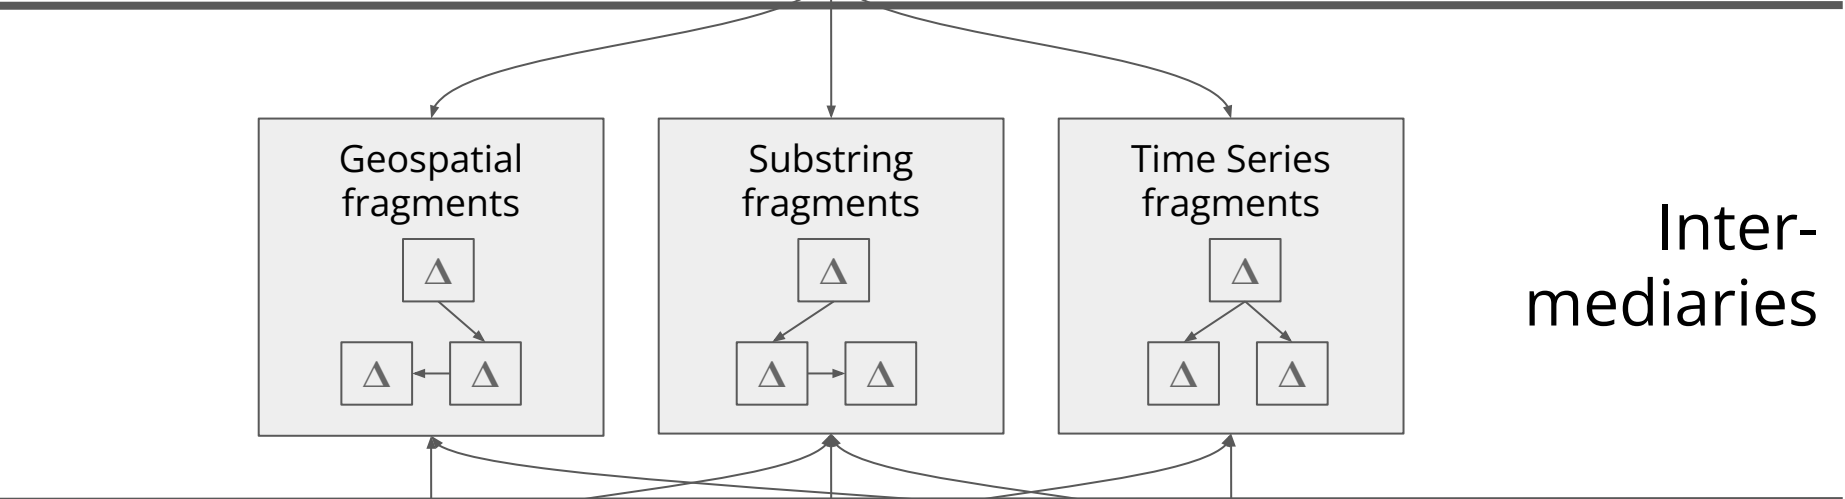 Geospatial
fragments
Δ
Δ Δ
Substring
fragments
Δ
Δ Δ
Time Series
fragments
Δ
Δ Δ
Inter-
mediaries